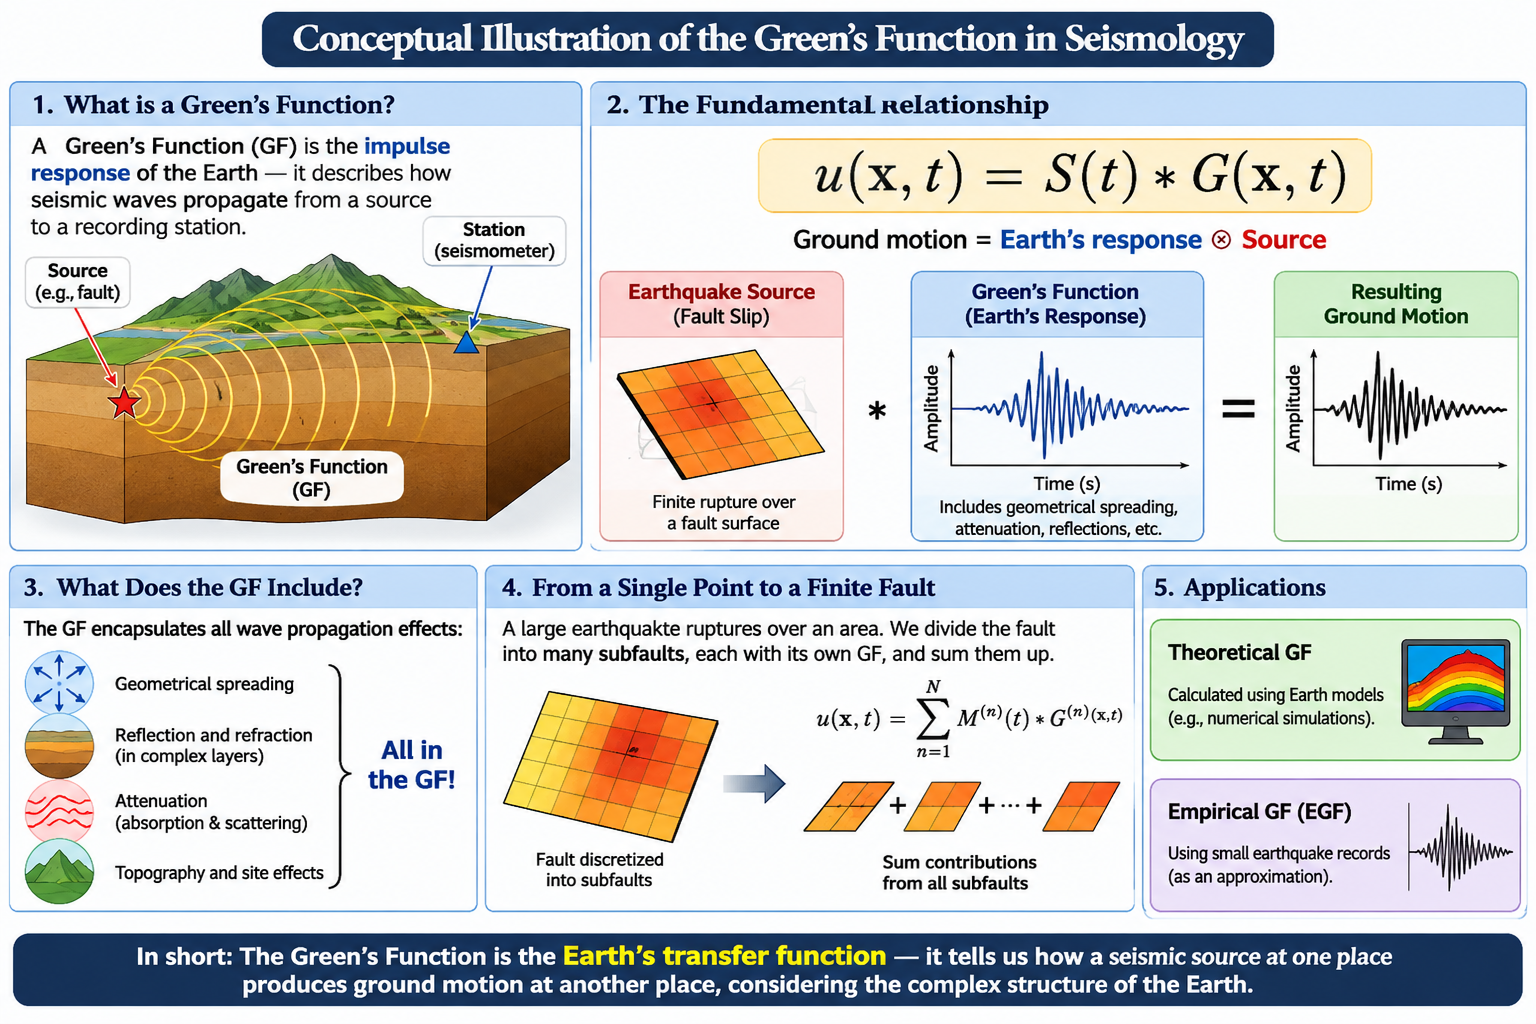 Conceptual Illustration of the Green's Function in Seismology
1. What is a Green's Function?
A Green's Function (GF) is the impulse
response of the Earth — it describes how
seismic waves propagate from a source
to a recording station.
Station
(seismometer)
Source
(e.g., fault)
Green's Function
(GF)
2. The Fundamental Relationship
u(x, t) = S(t) * G(x, t)
Ground motion = Earth's response ⊗ Source
Earthquake Source
(Fault Slip)
Finite rupture over
a fault surface
*
Green's Function
(Earth's Response)
Amplitude
Time (s)
Includes geometrical spreading,
attenuation, reflections, etc.
=
Resulting
Ground Motion
Amplitude
Time (s)
3. What Does the GF Include?
The GF encapsulates all wave propagation effects:
Geometrical spreading
Reflection and refraction
(in complex layers)
Attenuation
(absorption & scattering)
Topography and site effects
All in
the GF!
4. From a Single Point to a Finite Fault
A large earthquakte ruptures over an area. We divide the fault
into many subfaults, each with its own GF, and sum them up.
Fault discretized
into subfaults
u(x, t) = ∑_{n=1}^{N} M^{(n)}(t) * G^{(n)(x,t)}
+ + ··· +
Sum contributions
from all subfaults
5. Applications
Theoretical GF
Calculated using Earth models
(e.g., numerical simulations).
Empirical GF (EGF)
Using small earthquake records
(as an approximation).
In short: The Green's Function is the Earth's transfer function — it tells us how a seismic source at one place
produces ground motion at another place, considering the complex structure of the Earth.